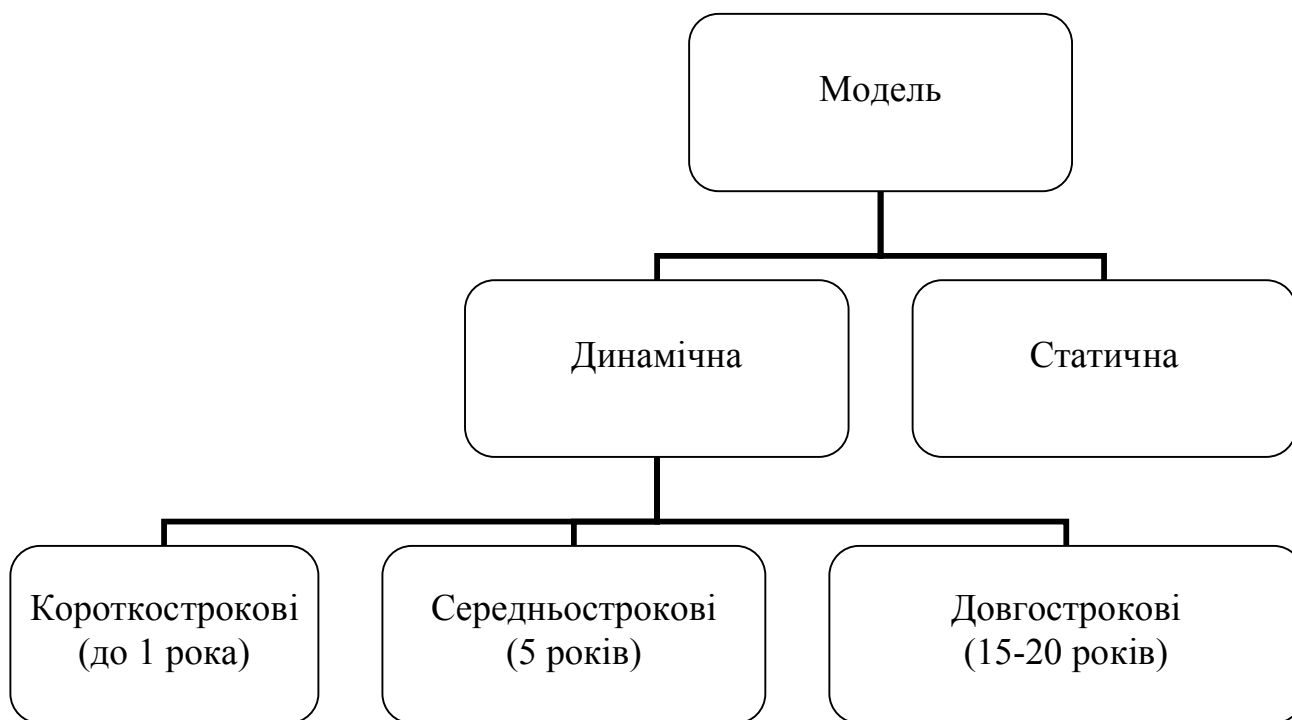 Модель
Динамічна
Статична
Короткострокові
(до 1 рока)
Середньострокові
(5 років)
Довгострокові
(15-20 років)